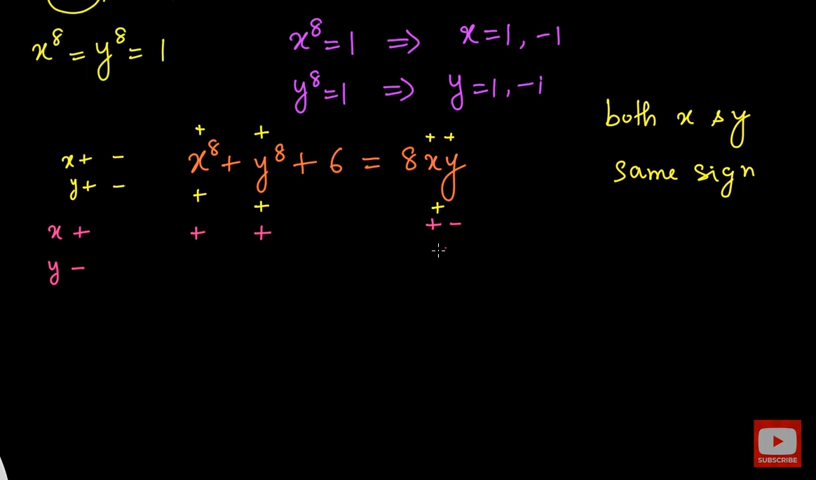 x⁸ = y⁸ = 1
x⁸ = 1 ⇒ x = 1, -1
y⁸ = 1 ⇒ y = 1, -1
both x & y
same sign
+ + + +
x + -
y + -
x⁸ + y⁸ + 6 = 8xy
+ + +
x + + + + -
y -
SUBSCRIBE